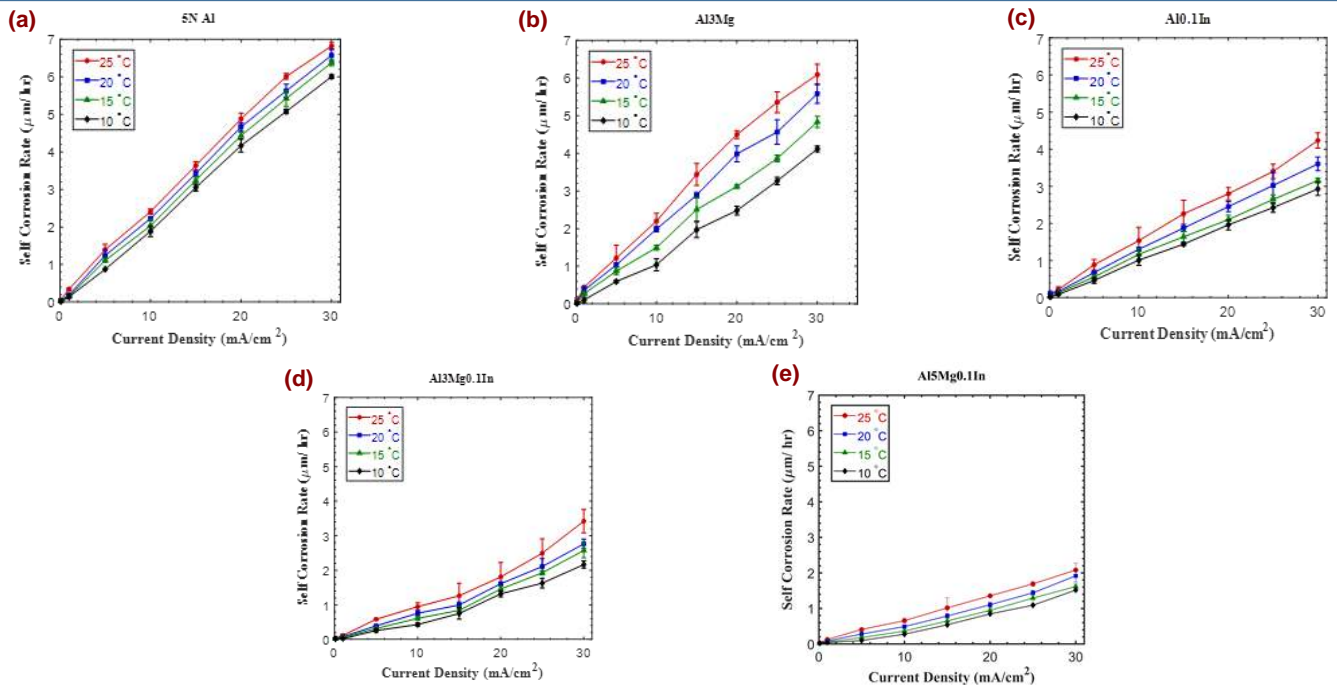 (a)
5N Al
7
6
5
4
3
2
1
0
25 °C
20 °C
15 °C
10 °C
Self Corrosion Rate (μm/ hr)
0 10 20 30
Current Density (mA/cm²)
(b)
Al3Mg
7
6
5
4
3
2
1
0
25 °C
20 °C
15 °C
10 °C
Self Corrosion Rate (μm/ hr)
0 10 20 30
Current Density (mA/cm²)
(c)
Al0.1In
7
6
5
4
3
2
1
0
25 °C
20 °C
15 °C
10 °C
Self Corrosion Rate (μm/ hr)
0 10 20 30
Current Density (mA/cm²)
(d)
Al3Mg0.1In
7
6
5
4
3
2
1
0
25 °C
20 °C
15 °C
10 °C
Self Corrosion Rate (μm/ hr)
0 10 20 30
Current Density (mA/cm²)
(e)
Al5Mg0.1In
7
6
5
4
3
2
1
0
25 °C
20 °C
15 °C
10 °C
Self Corrosion Rate (μm/ hr)
0 10 20 30
Current Density (mA/cm²)